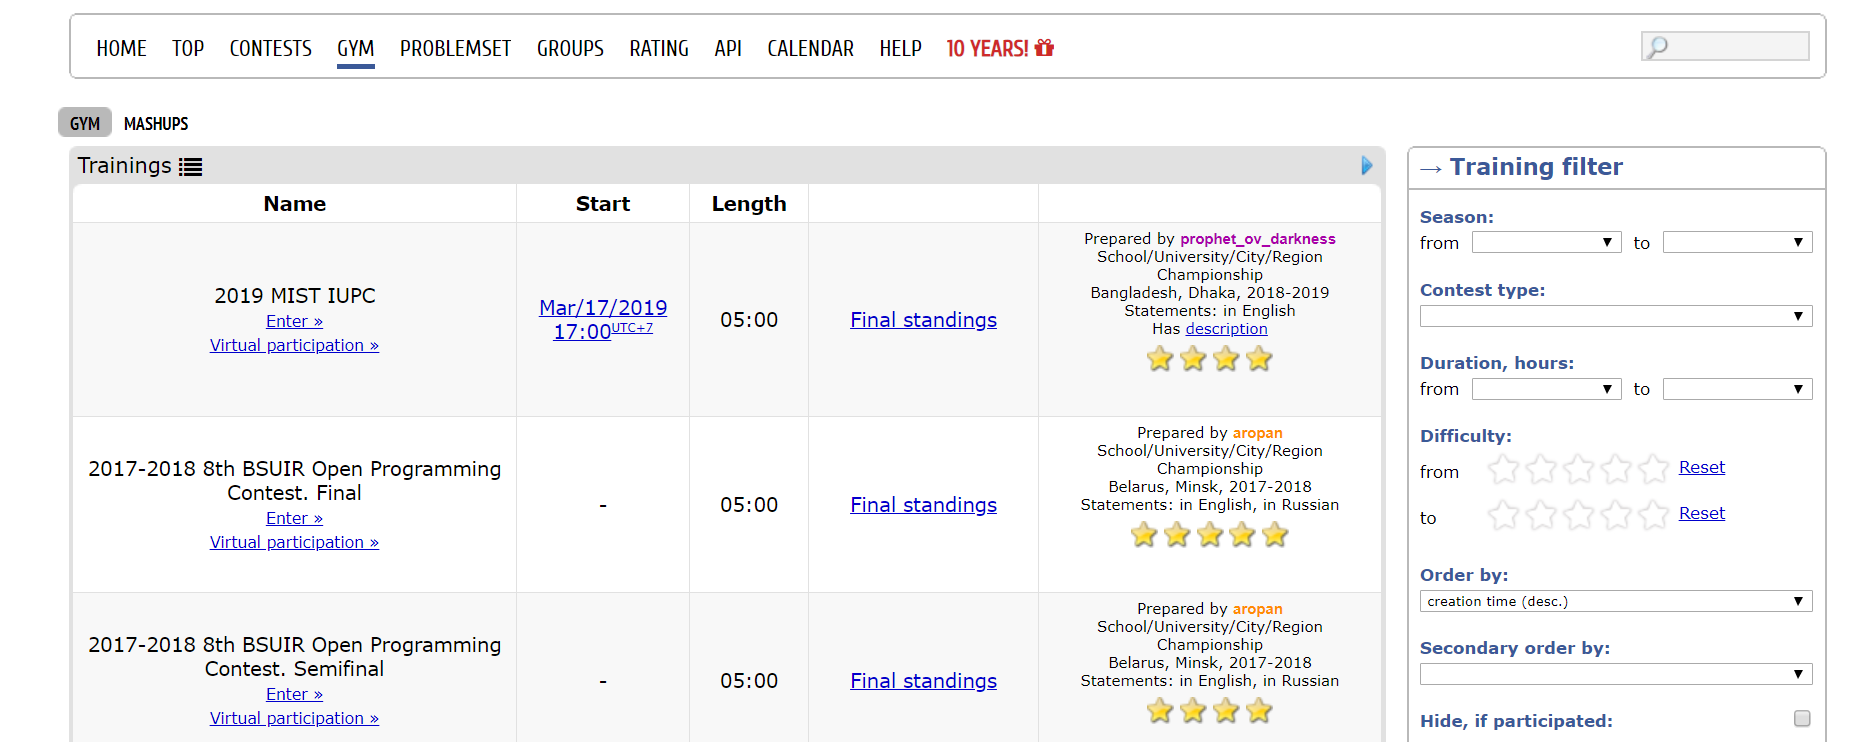 HOME TOP CONTESTS GYM PROBLEMSET GROUPS RATING API CALENDAR HELP 10 YEARS!
GYM MASHUPS
Trainings
Name Start Length
2019 MIST IUPC
Enter »
Virtual participation »
Mar/17/2019
17:00UTC+7
05:00
Final standings
Prepared by prophet_ov_darkness
School/University/City/Region
Championship
Bangladesh, Dhaka, 2018-2019
Statements: in English
Has description
2017-2018 8th BSUIR Open Programming
Contest. Final
Enter »
Virtual participation »
-
05:00
Final standings
Prepared by aropan
School/University/City/Region
Championship
Belarus, Minsk, 2017-2018
Statements: in English, in Russian
2017-2018 8th BSUIR Open Programming
Contest. Semifinal
Enter »
Virtual participation »
-
05:00
Final standings
Prepared by aropan
School/University/City/Region
Championship
Belarus, Minsk, 2017-2018
Statements: in English, in Russian
→ Training filter
Season:
from to
Contest type:
Duration, hours:
from to
Difficulty:
from Reset
to Reset
Order by:
creation time (desc.)
Secondary order by:
Hide, if participated: